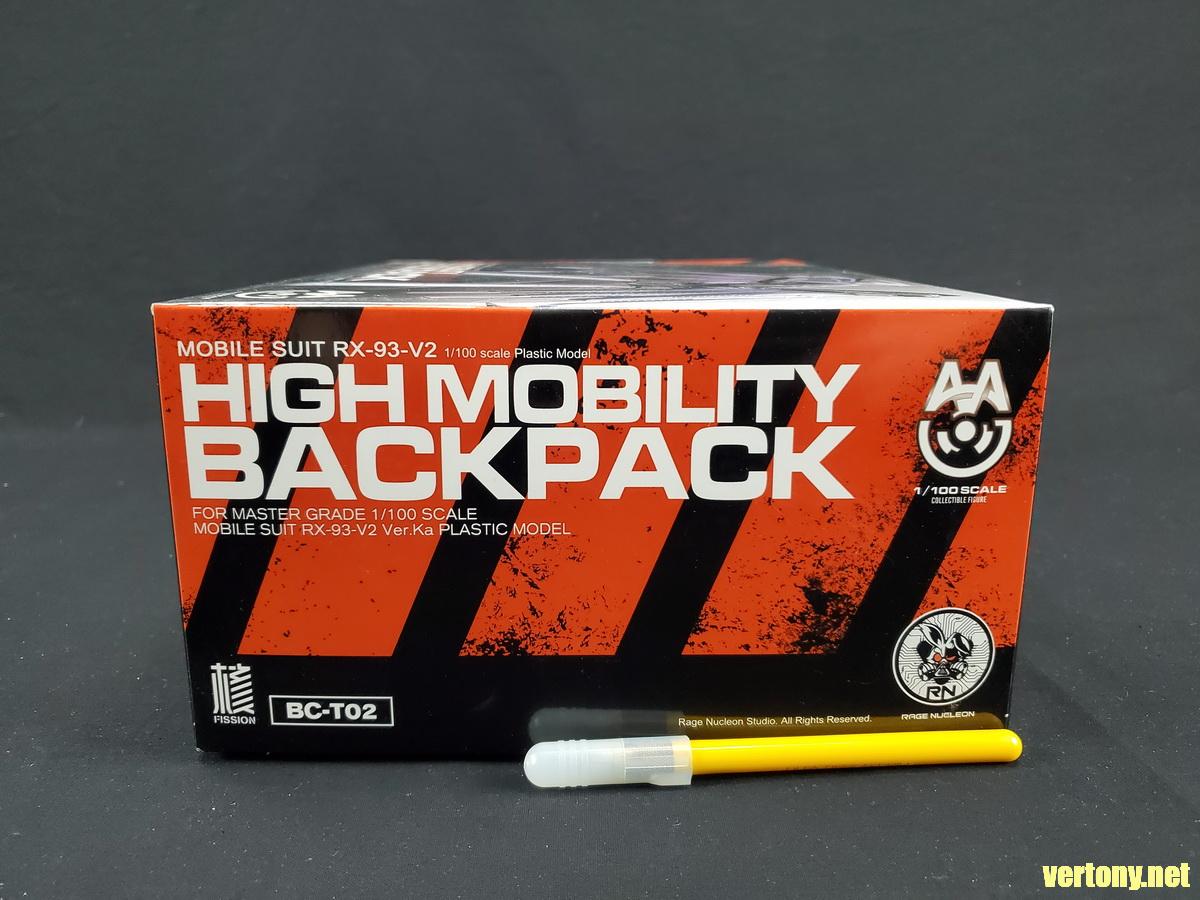 MOBILE SUIT RX-93-V2 1/100 scale Plastic Model
HIGH MOBILITY
BACKPACK
FOR MASTER GRADE 1/100 SCALE
MOBILE SUIT RX-93-V2 Ver.Ka PLASTIC MODEL
1/100 SCALE
COLLECTIBLE FIGURE
FISSION
BC-T02
RN
RAGE NUCLEON
Rage Nucleon Studio. All Rights Reserved.
vertony.net